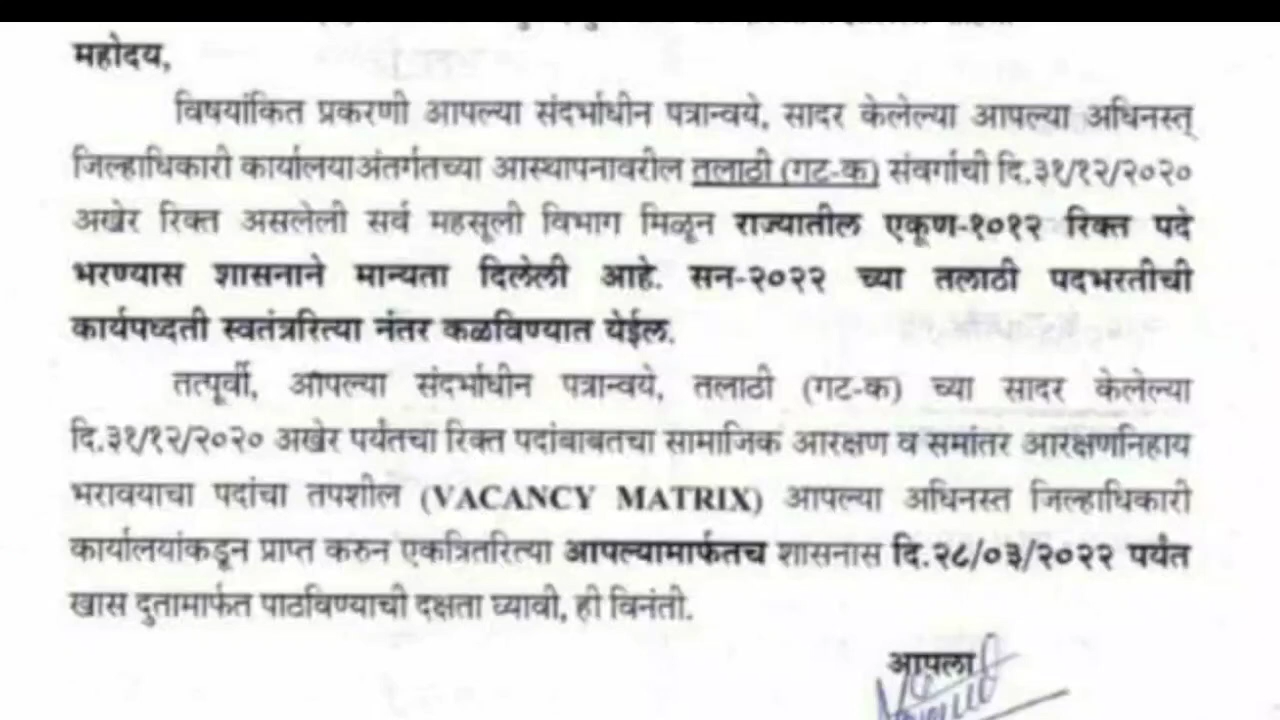 महोदय,
विषयांकित प्रकरणी आपल्या संदर्भाधीन पत्रान्वये, सादर केलेल्या आपल्या अधिनस्त्
जिल्हाधिकारी कार्यालयाअंतर्गतच्या आस्थापनावरील तलाठी (गट-क) संवर्गाची दि.३१/१२/२०२०
अखेर रिक्त असलेली सर्व महसूली विभाग मिळून राज्यातील एकूण-१०१२ रिक्त पदे
भरण्यास शासनाने मान्यता दिलेली आहे. सन-२०२२ च्या तलाठी पदभरतीची
कार्यपध्दती स्वतंत्ररित्या नंतर कळविण्यात येईल.
तत्पूर्वी, आपल्या संदर्भाधीन पत्रान्वये, तलाठी (गट-क) च्या सादर केलेल्या
दि.३१/१२/२०२० अखेर पर्यंतचा रिक्त पदांबाबतचा सामाजिक आरक्षण व समांतर आरक्षणनिहाय
भरावयाचा पदांचा तपशील (VACANCY MATRIX) आपल्या अधिनस्त जिल्हाधिकारी
कार्यालयांकडून प्राप्त करुन एकत्रितरित्या आपल्यामार्फतच शासनास दि.२८/०३/२०२२ पर्यंत
खास दुतामार्फत पाठविण्याची दक्षता घ्यावी, ही विनंती.
आपला